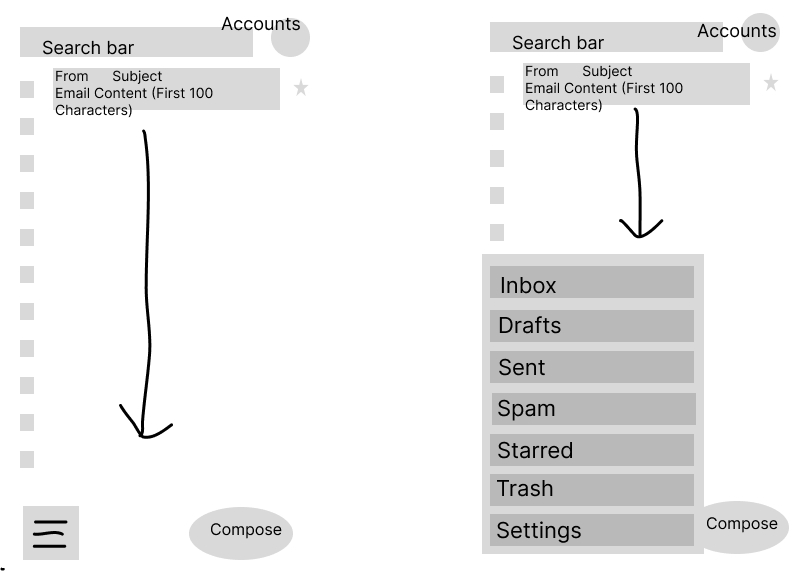 Accounts
Search bar
From Subject
Email Content (First 100
Characters)
Compose
Accounts
Search bar
From Subject
Email Content (First 100
Characters)
Inbox
Drafts
Sent
Spam
Starred
Trash
Settings
Compose